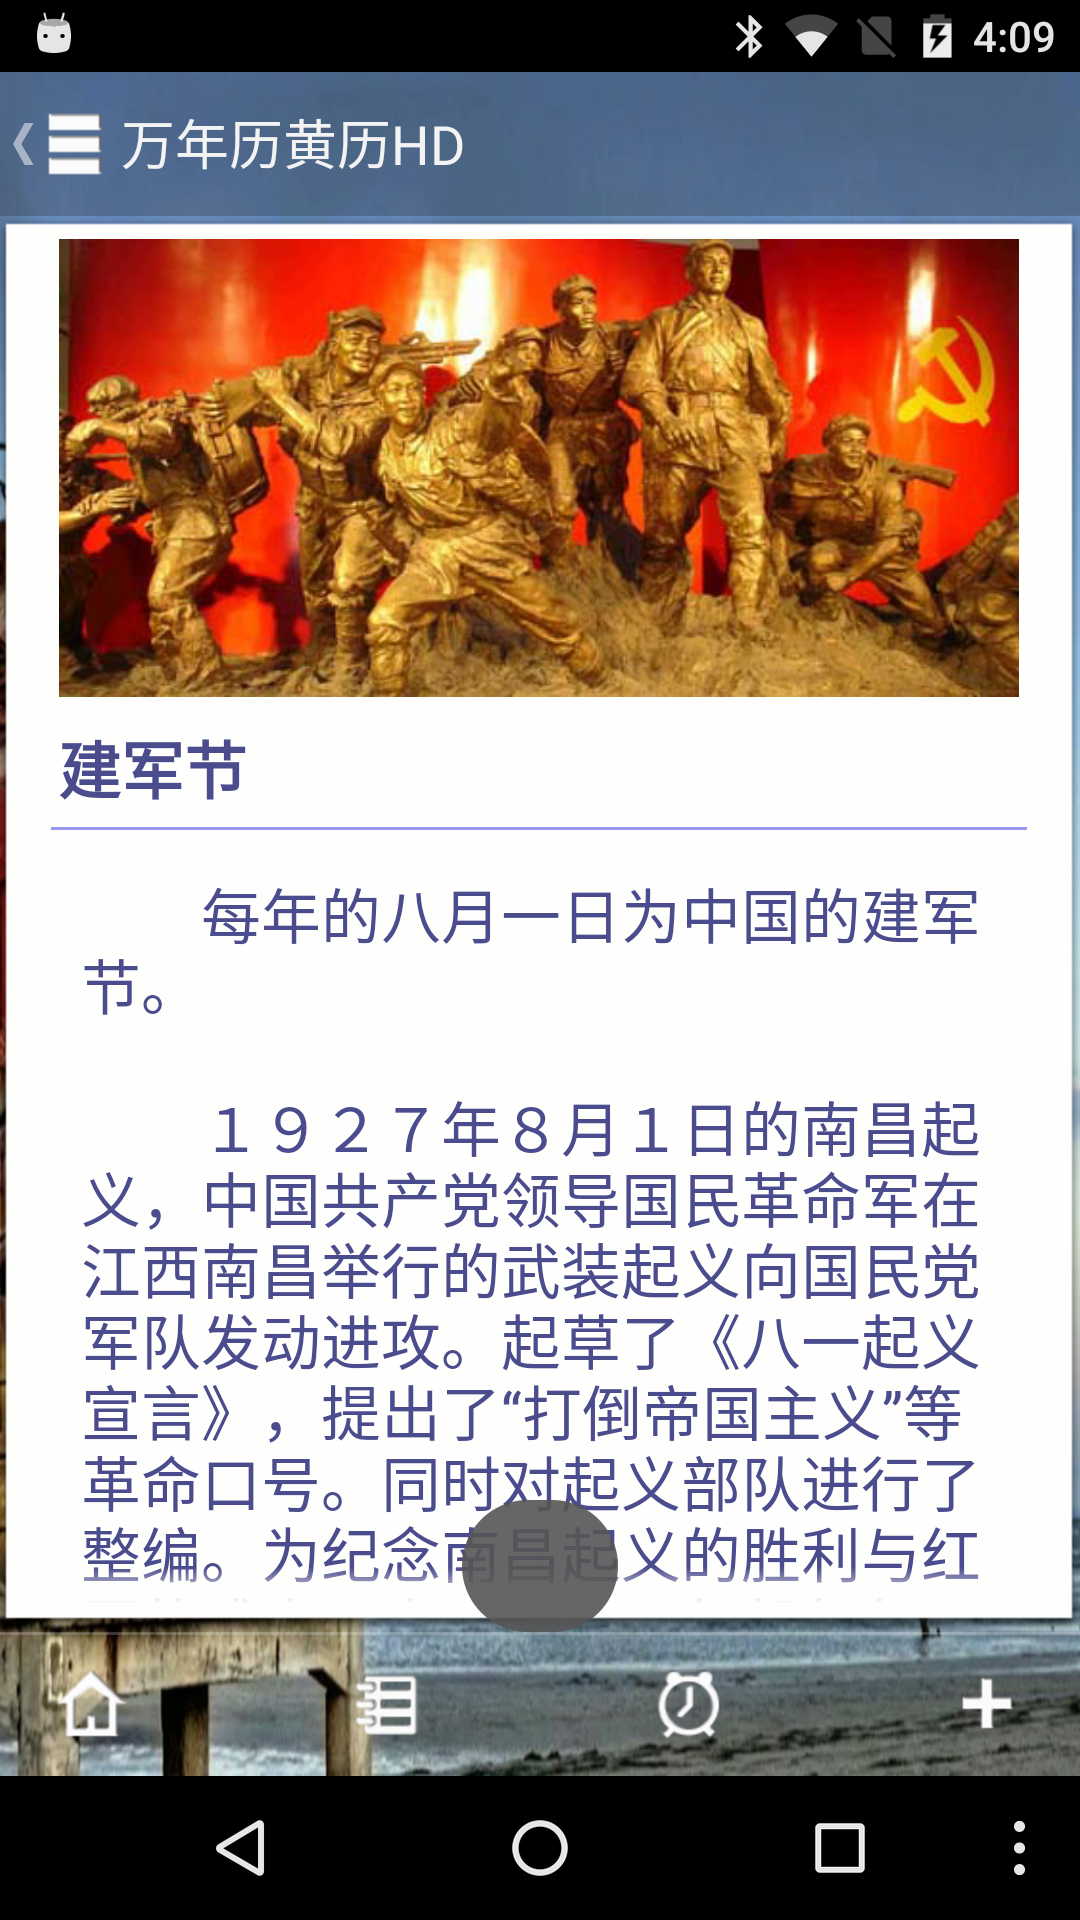 4:09
万年历黄历HD
建军节
每年的八月一日为中国的建军
节。
１９２７年８月１日的南昌起
义，中国共产党领导国民革命军在
江西南昌举行的武装起义向国民党
军队发动进攻。起草了《八一起义
宣言》，提出了“打倒帝国主义”等
革命口号。同时对起义部队进行了
整编。为纪念南昌起义的胜利与红